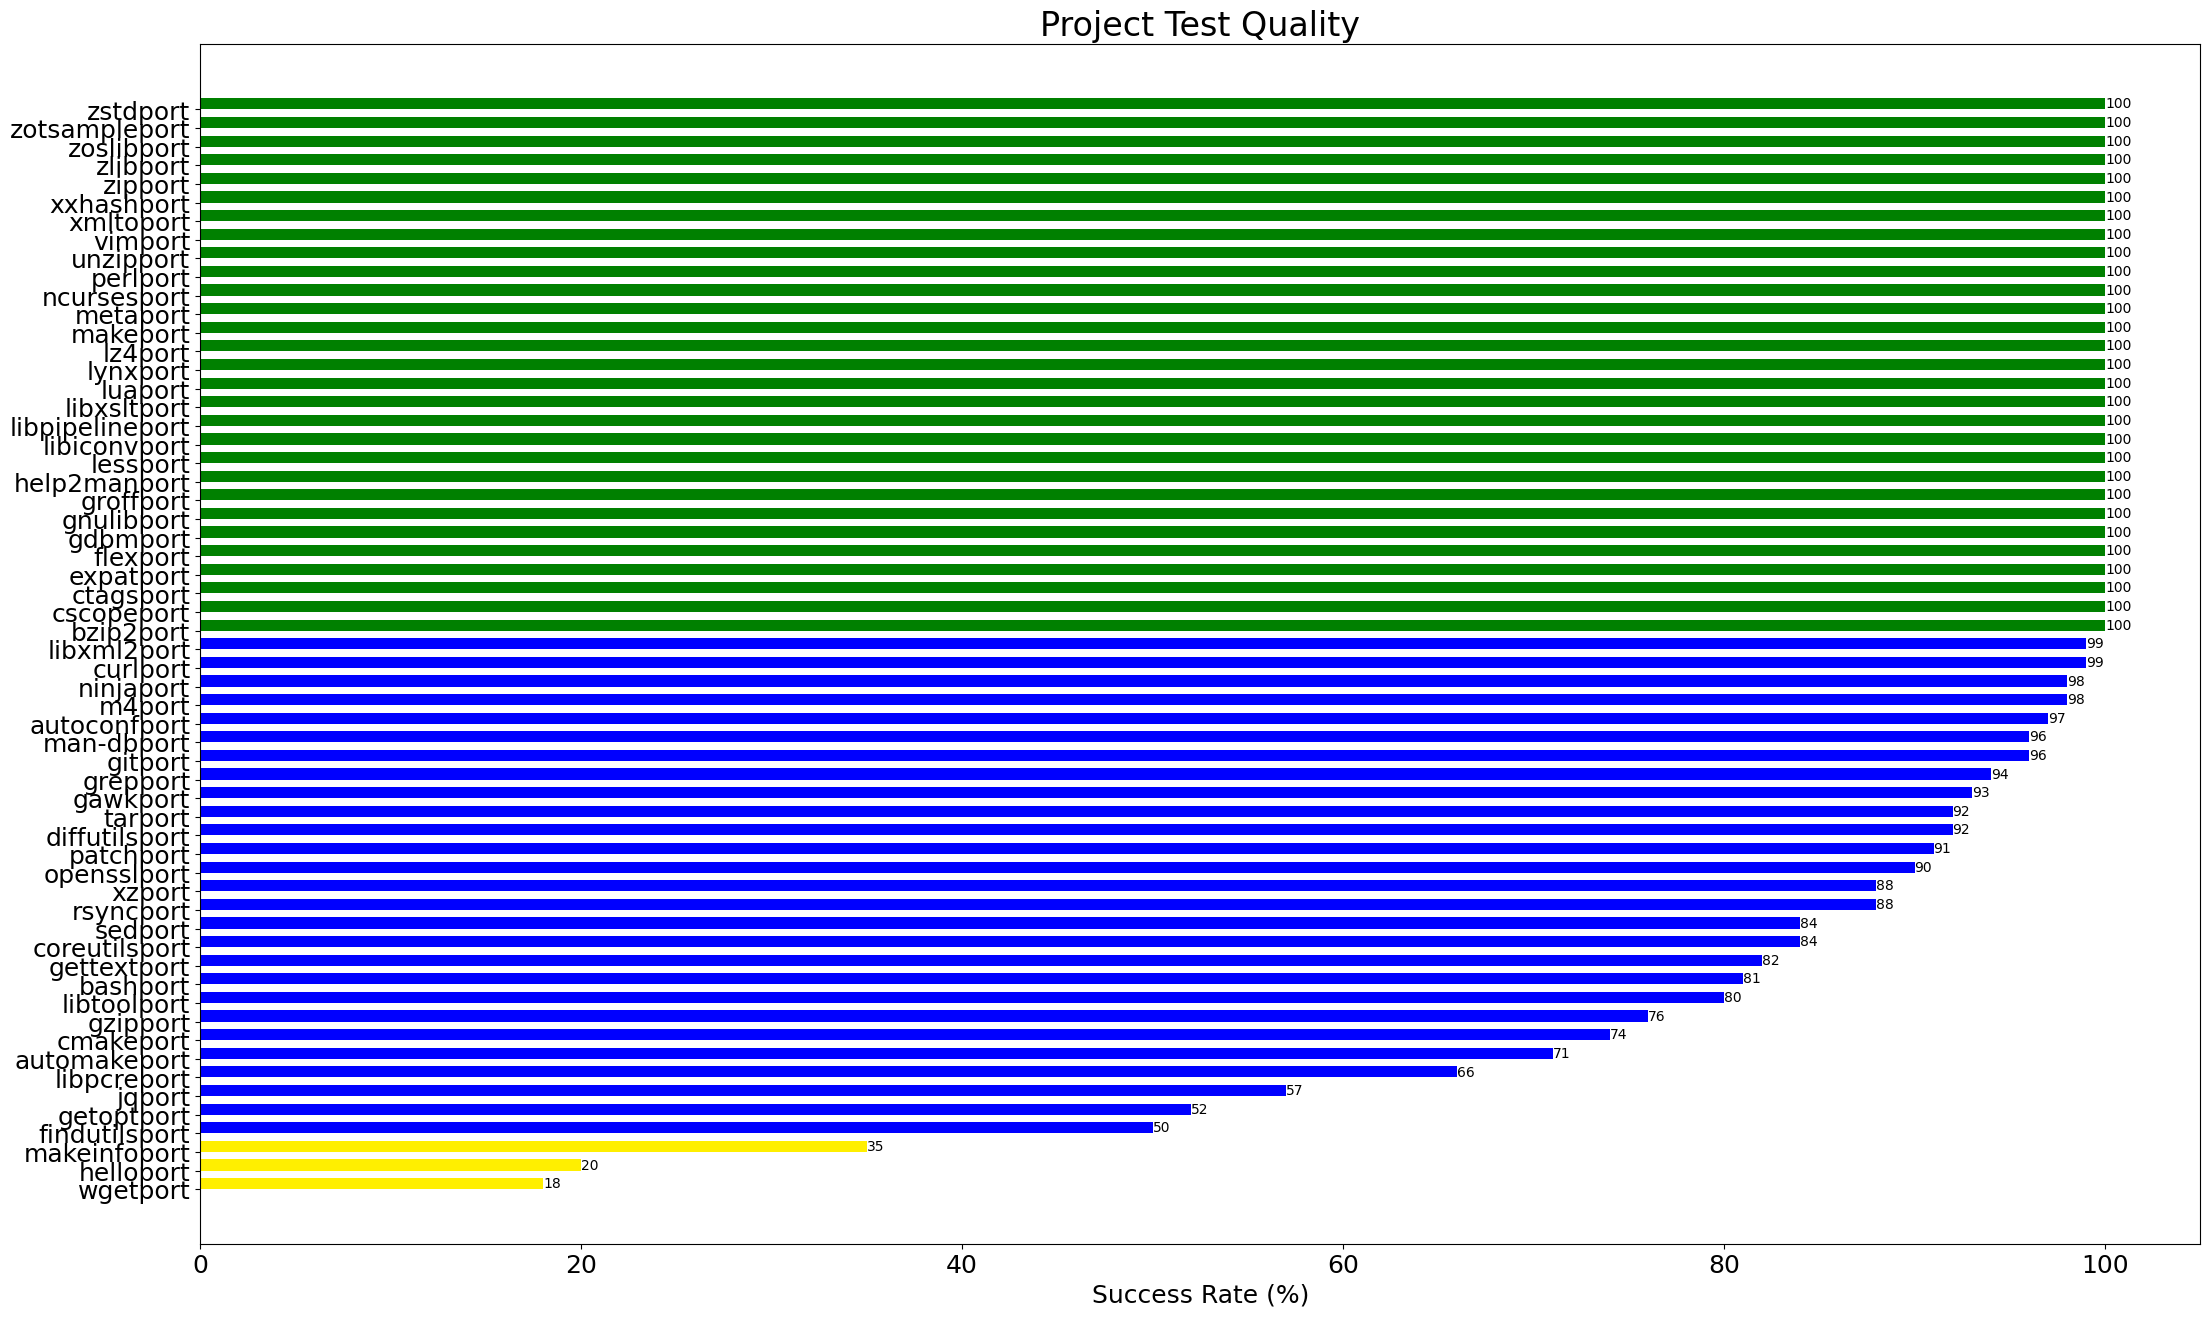 Project Test Quality
zstdport 100
zotsampleport 100
zoslibport 100
zlibport 100
zipport 100
xxhashport 100
xmltoport 100
vimport 100
unzipport 100
perlport 100
ncursesport 100
metaport 100
makeport 100
lz4port 100
lynxport 100
luaport 100
libxsltport 100
libpipelineport 100
libiconvport 100
lessport 100
help2manport 100
groffport 100
gnulibport 100
gdbmport 100
flexport 100
expatport 100
ctagsport 100
cscopeport 100
bzip2port 100
libxml2port 99
curlport 99
ninjaport 98
m4port 98
autoconfport 97
man-dbport 96
gitport 96
grepport 94
gawkport 93
tarport 92
diffutilsport 92
patchport 91
opensslport 90
xzport 88
rsyncport 88
sedport 84
coreutilsport 84
gettextport 82
bashport 81
libtoolport 80
gzipport 76
cmakeport 74
automakeport 71
libpcreport 66
jqport 57
getoptport 52
findutilsport 50
makeinfoport 35
helloport 20
wgetport 18
0 20 40 60 80 100
Success Rate (%)